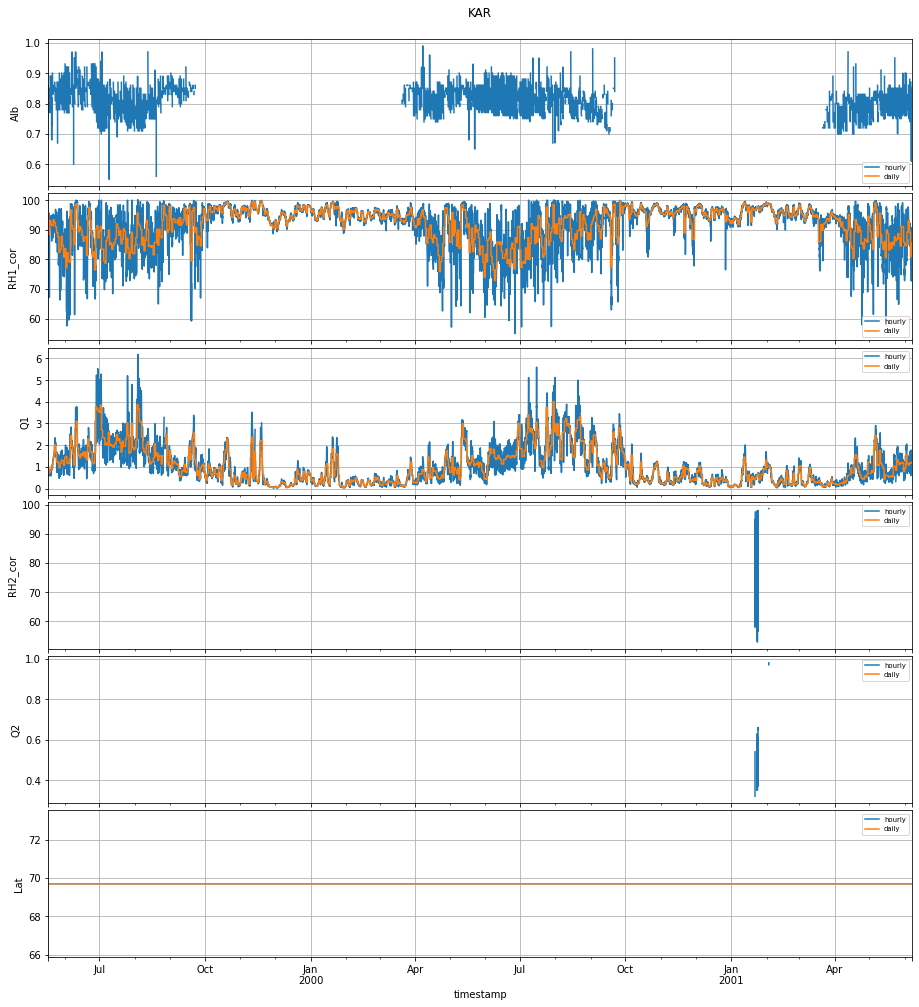 KAR
1.0
0.9
0.8
0.7
0.6
Alb
hourly
daily
100
90
80
70
60
RH1_cor
hourly
daily
6
5
4
3
2
1
0
Q1
hourly
daily
100
90
80
70
60
RH2_cor
hourly
daily
1.0
0.8
0.6
0.4
Q2
hourly
daily
72
70
68
66
Lat
hourly
daily
Jul Oct Jan Apr Jul Oct Jan Apr
2000 2001
timestamp